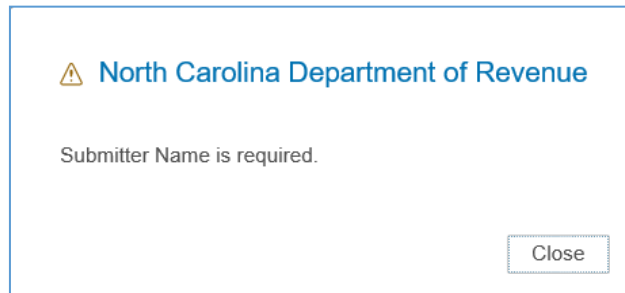 North Carolina Department of Revenue
Submitter Name is required.
Close